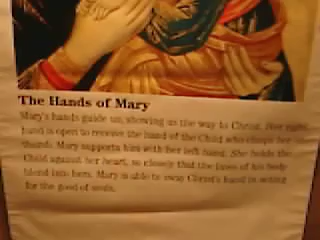 The Hands of Mary
Mary's hands guide us, showing us the way to Christ. Her right
hand is open to receive the hand of the Child who clasps her
thumb. Mary supports him with her left hand. She holds the
Child against her heart, so closely that the lines of his body
blend into hers. Mary is able to sway Christ's hand in acting
for the good of souls.